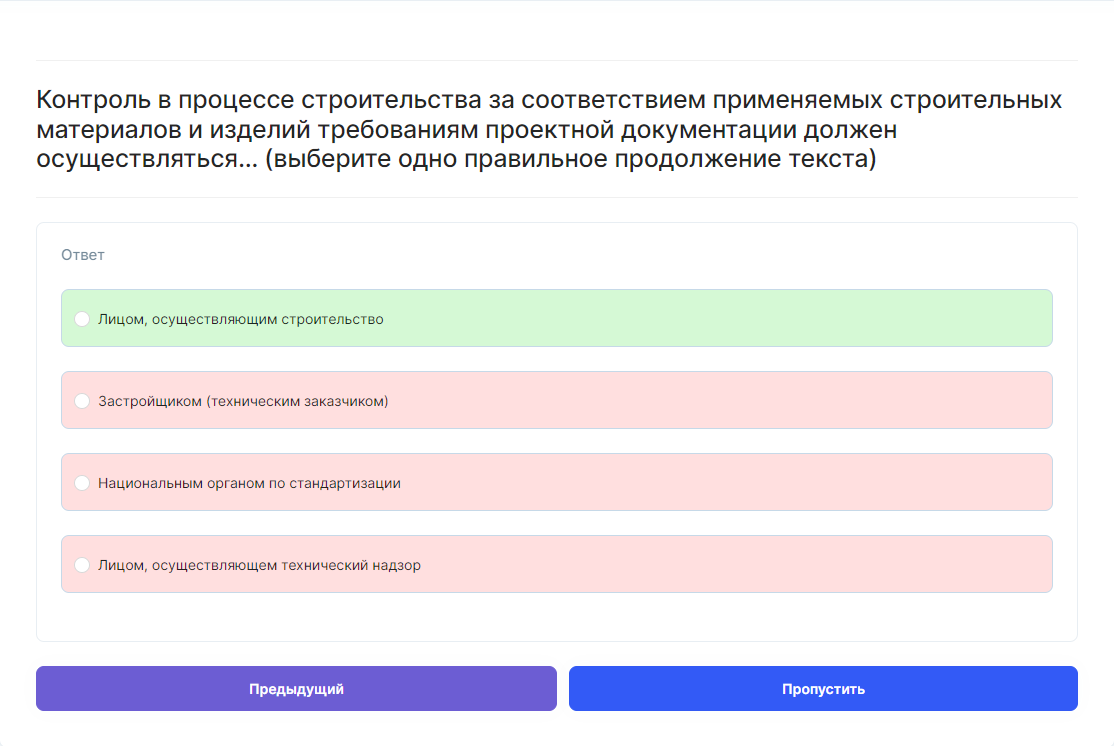 Контроль в процессе строительства за соответствием применяемых строительных
материалов и изделий требованиям проектной документации должен
осуществляться... (выберите одно правильное продолжение текста)
Ответ
Лицом, осуществляющим строительство
Застройщиком (техническим заказчиком)
Национальным органом по стандартизации
Лицом, осуществляющем технический надзор
Предыдущий
Пропустить